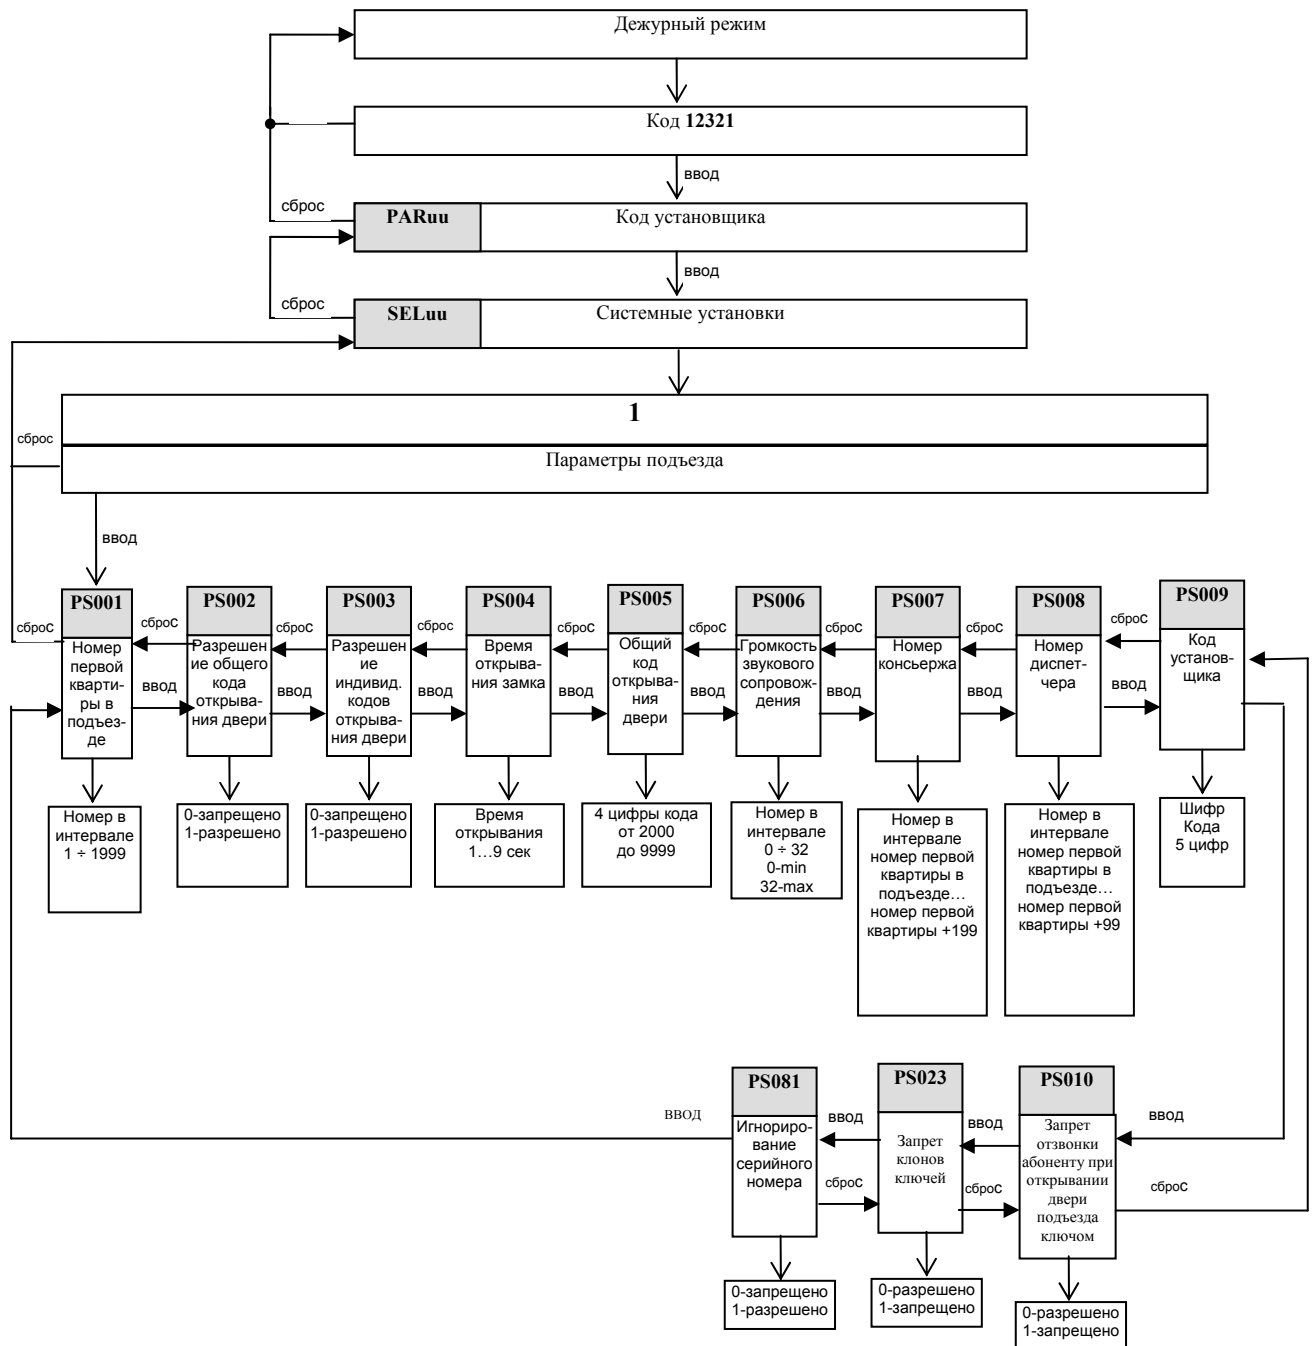 Дежурный режим
Код 12321
ввод
сброс
PARuu
Код установщика
ввод
сброс
SELuu
Системные установки
1
сброс
Параметры подъезда
ввод
PS001
PS002
PS003
PS004
PS005
PS006
PS007
PS008
PS009
сброс
сброс
сброс
сброс
сброс
сброс
сброс
сброс
сброс
Номер
первой
кварти-
ры в
подъез-
де
Разрешен
ие общего
кода
открыва-
ния двери
Разрешен
ие
индивид.
кодов
открыва-
ния двери
Время
открыва-
ния замка
Общий
код
открывания
двери
Громкость
звукового
сопровож-
дения
Номер
консьержа
Номер
диспет-
чера
Код
установ-
щика
ввод
ввод
ввод
ввод
ввод
ввод
ввод
ввод
Номер в
интервале
1 ÷ 1999
0-запрещено
1-разрешено
0-запрещено
1-разрешено
Время
открывания
1...9 сек
4 цифры кода
от 2000
до 9999
Номер в
интервале
0 ÷ 32
0-min
32-max
Номер в
интервале
номер первой
квартиры в
подъезде...
номер первой
квартиры +199
Номер в
интервале
номер первой
квартиры в
подъезде...
номер первой
квартиры +99
Шифр
Кода
5 цифр
PS081
PS023
PS010
ввод
ввод
ввод
ввод
Игнориро-
вание
серийного
номера
Запрет
клонов
ключей
Запрет
отзвонки
абоненту при
открывании
двери
подъезда
ключом
сброс
сброс
сброс
0-запрещено
1-разрешено
0-разрешено
1-запрещено
0-разрешено
1-запрещено